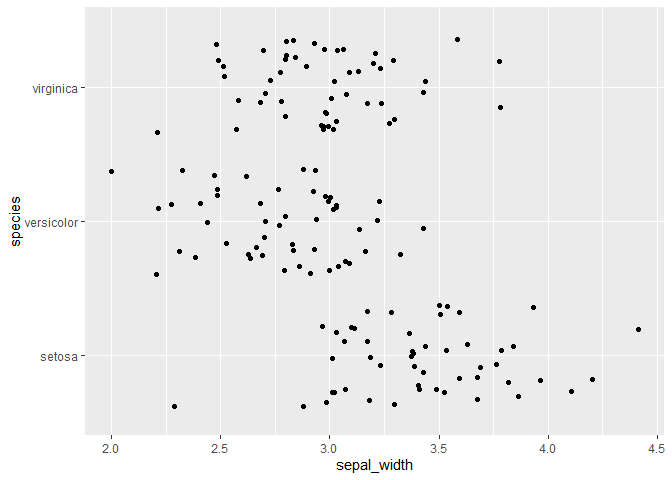 virginica
versicolor
setosa
species
2.0 2.5 3.0 3.5 4.0 4.5
sepal_width